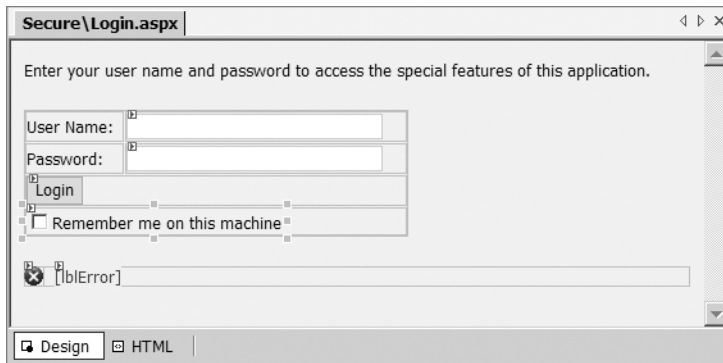 Secure\Login.aspx
Enter your user name and password to access the special features of this application.
User Name:
Password:
Login
Remember me on this machine
[lblError]
Design HTML